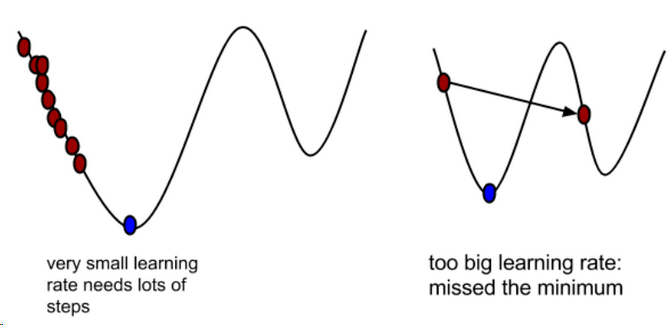 very small learning
rate needs lots of
steps
too big learning rate:
missed the minimum